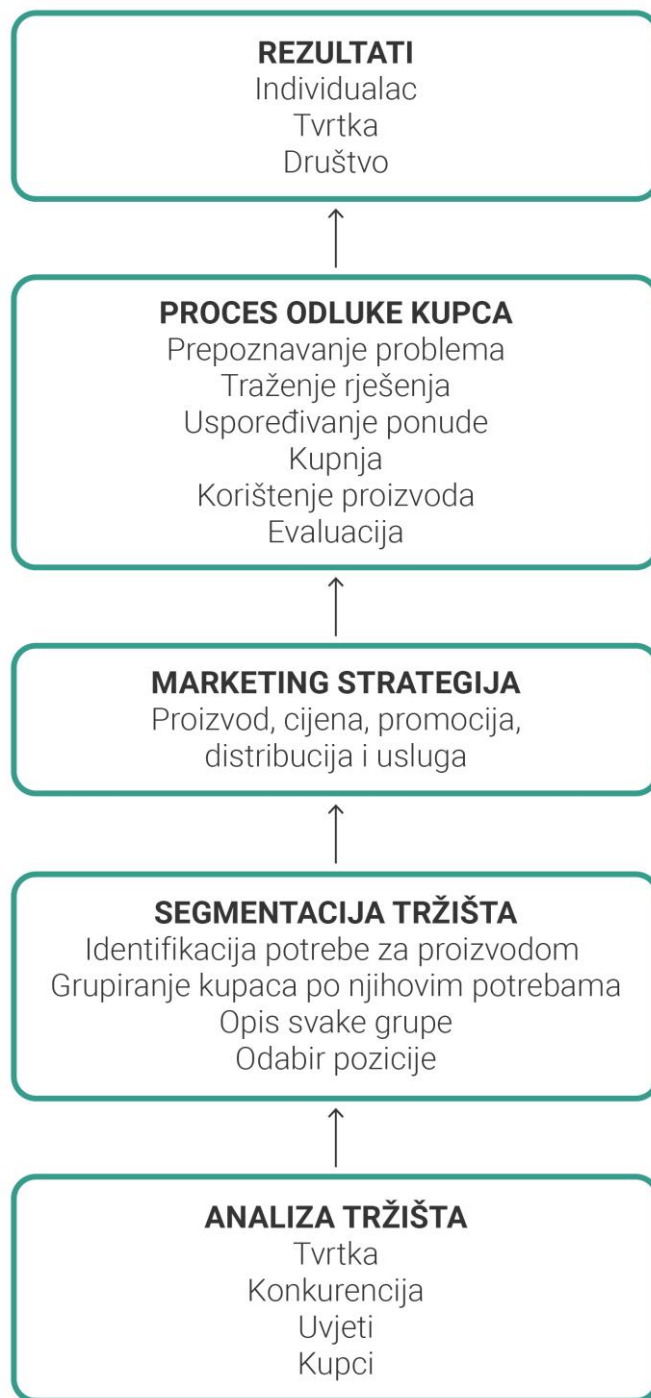 REZULTATI
Individualac
Tvrtka
Društvo
PROCES ODLUKE KUPCA
Prepoznavanje problema
Traženje rješenja
Uspoređivanje ponude
Kupnja
Korištenje proizvoda
Evaluacija
MARKETING STRATEGIJA
Proizvod, cijena, promocija,
distribucija i usluga
SEGMENTACIJA TRŽIŠTA
Identifikacija potrebe za proizvodom
Grupiranje kupaca po njihovim potrebama
Opis svake grupe
Odabir pozicije
ANALIZA TRŽIŠTA
Tvrtka
Konkurencija
Uvjeti
Kupci